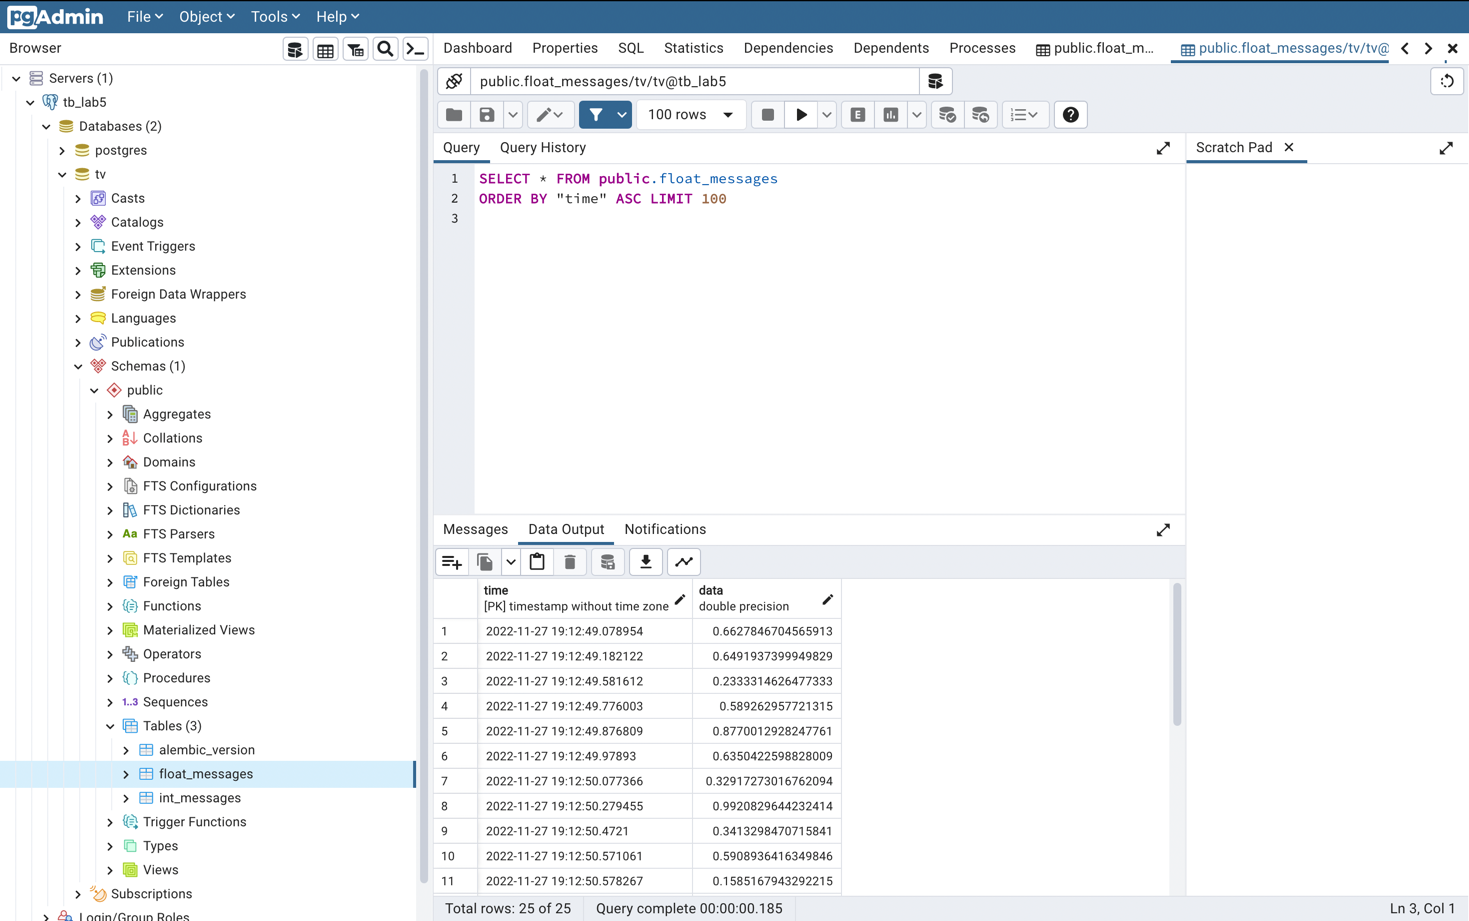 pgAdmin File Object Tools Help
Browser
Dashboard Properties SQL Statistics Dependencies Dependents Processes public.float_m... public.float_messages/tv/tv@
Servers (1)
tb_lab5
Databases (2)
postgres
tv
Casts
Catalogs
Event Triggers
Extensions
Foreign Data Wrappers
Languages
Publications
Schemas (1)
public
Aggregates
Collations
Domains
FTS Configurations
FTS Dictionaries
Aa FTS Parsers
FTS Templates
Foreign Tables
Functions
Materialized Views
Operators
Procedures
1..3 Sequences
Tables (3)
alembic_version
float_messages
int_messages
Trigger Functions
Types
Views
Subscriptions
Login/Group Roles
public.float_messages/tv/tv@tb_lab5
100 rows E
Query Query History
Scratch Pad
1 SELECT * FROM public.float_messages
2 ORDER BY "time" ASC LIMIT 100
3
Messages Data Output Notifications
time data
[PK] timestamp without time zone double precision
1 2022-11-27 19:12:49.078954 0.6627846704565913
2 2022-11-27 19:12:49.182122 0.6491937399949829
3 2022-11-27 19:12:49.581612 0.2333314626477333
4 2022-11-27 19:12:49.776003 0.589262957721315
5 2022-11-27 19:12:49.876809 0.8770012928247761
6 2022-11-27 19:12:49.97893 0.6350422598828009
7 2022-11-27 19:12:50.077366 0.32917273016762094
8 2022-11-27 19:12:50.279455 0.9920829644232414
9 2022-11-27 19:12:50.4721 0.3413298470715841
10 2022-11-27 19:12:50.571061 0.5908936416349846
11 2022-11-27 19:12:50.578267 0.1585167943292215
Total rows: 25 of 25 Query complete 00:00:00.185 Ln 3, Col 1